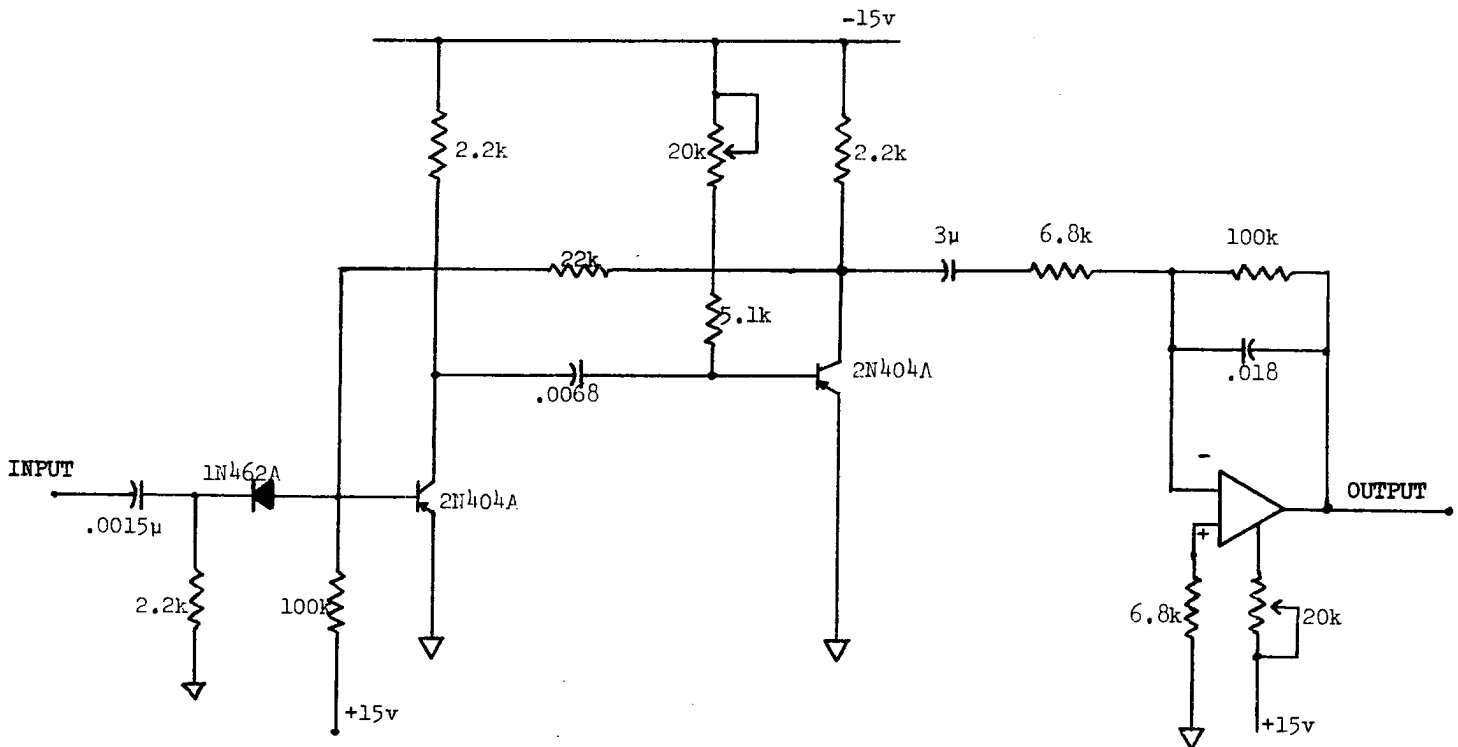 -15v
2.2k
20k
2.2k
3μ
6.8k
100k
22k
5.1k
2N404A
.0068
.018
INPUT
1N462A
2N404A
.0015μ
-
OUTPUT
+
2.2k
100k
6.8k
20k
+15v
+15v